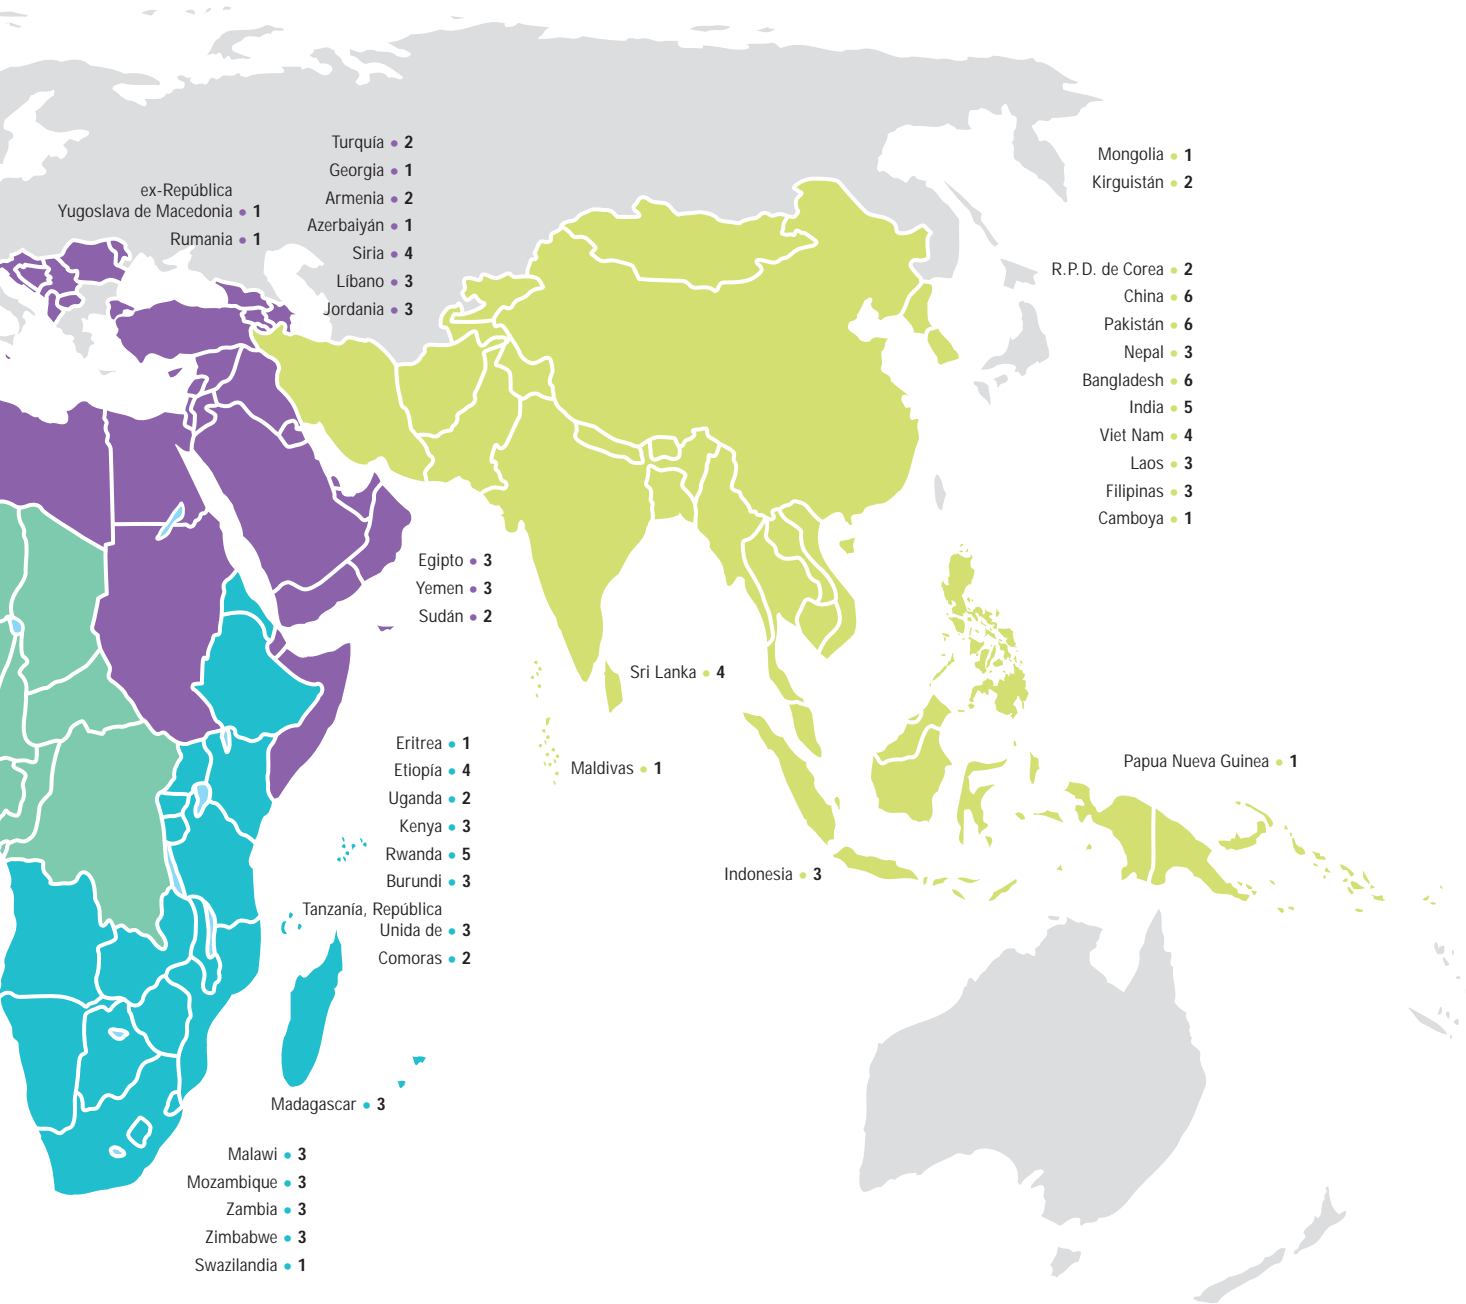 Turquía • 2
Georgia • 1
Armenia • 2
Azerbaiyán • 1
Siria • 4
Líbano • 3
Jordania • 3
ex-República
Yugoslava de Macedonia • 1
Rumania • 1
Mongolia • 1
Kirguistán • 2
R.P.D. de Corea • 2
China • 6
Pakistán • 6
Nepal • 3
Bangladesh • 6
India • 5
Viet Nam • 4
Laos • 3
Filipinas • 3
Camboya • 1
Egipto • 3
Yemen • 3
Sudán • 2
Sri Lanka • 4
Maldivas • 1
Papua Nueva Guinea • 1
Indonesia • 3
Eritrea • 1
Etiopía • 4
Uganda • 2
Kenya • 3
Rwanda • 5
Burundi • 3
Tanzanía, República
Unida de • 3
Comoras • 2
Madagascar • 3
Malawi • 3
Mozambique • 3
Zambia • 3
Zimbabwe • 3
Swazilandia • 1